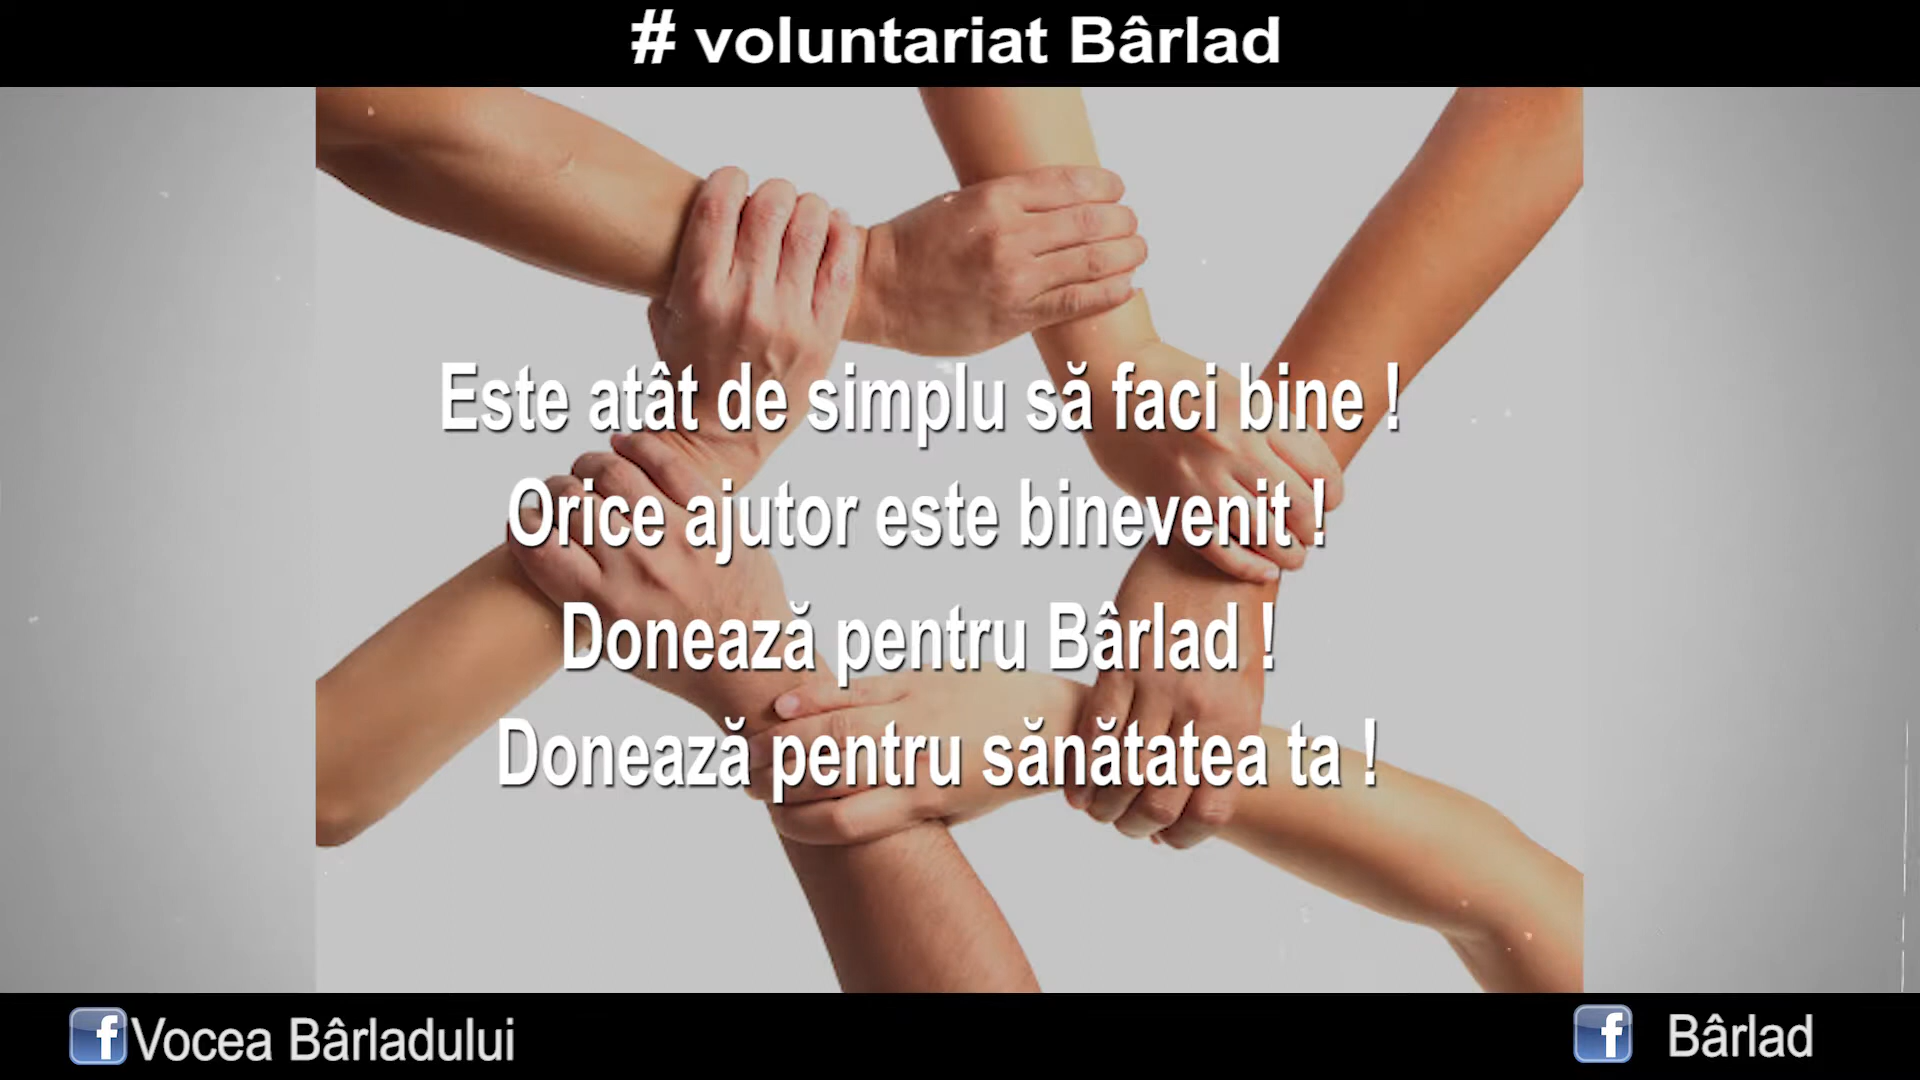 # voluntariat Bârlad
Este atât de simplu să faci bine !
Orice ajutor este binevenit !
Donează pentru Bârlad !
Donează pentru sănătatea ta !
f Vocea Bârladului
f Bârlad